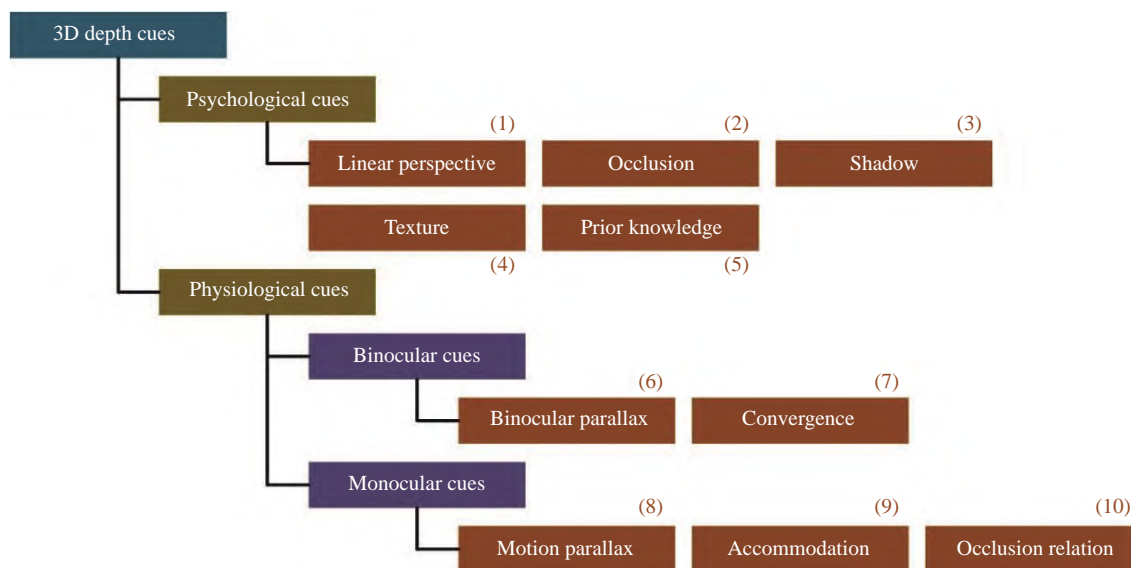 3D depth cues
Psychological cues
(1) (2) (3)
Linear perspective Occlusion Shadow
Texture Prior knowledge
(4) (5)
Physiological cues
Binocular cues
(6) (7)
Binocular parallax Convergence
Monocular cues
(8) (9) (10)
Motion parallax Accommodation Occlusion relation